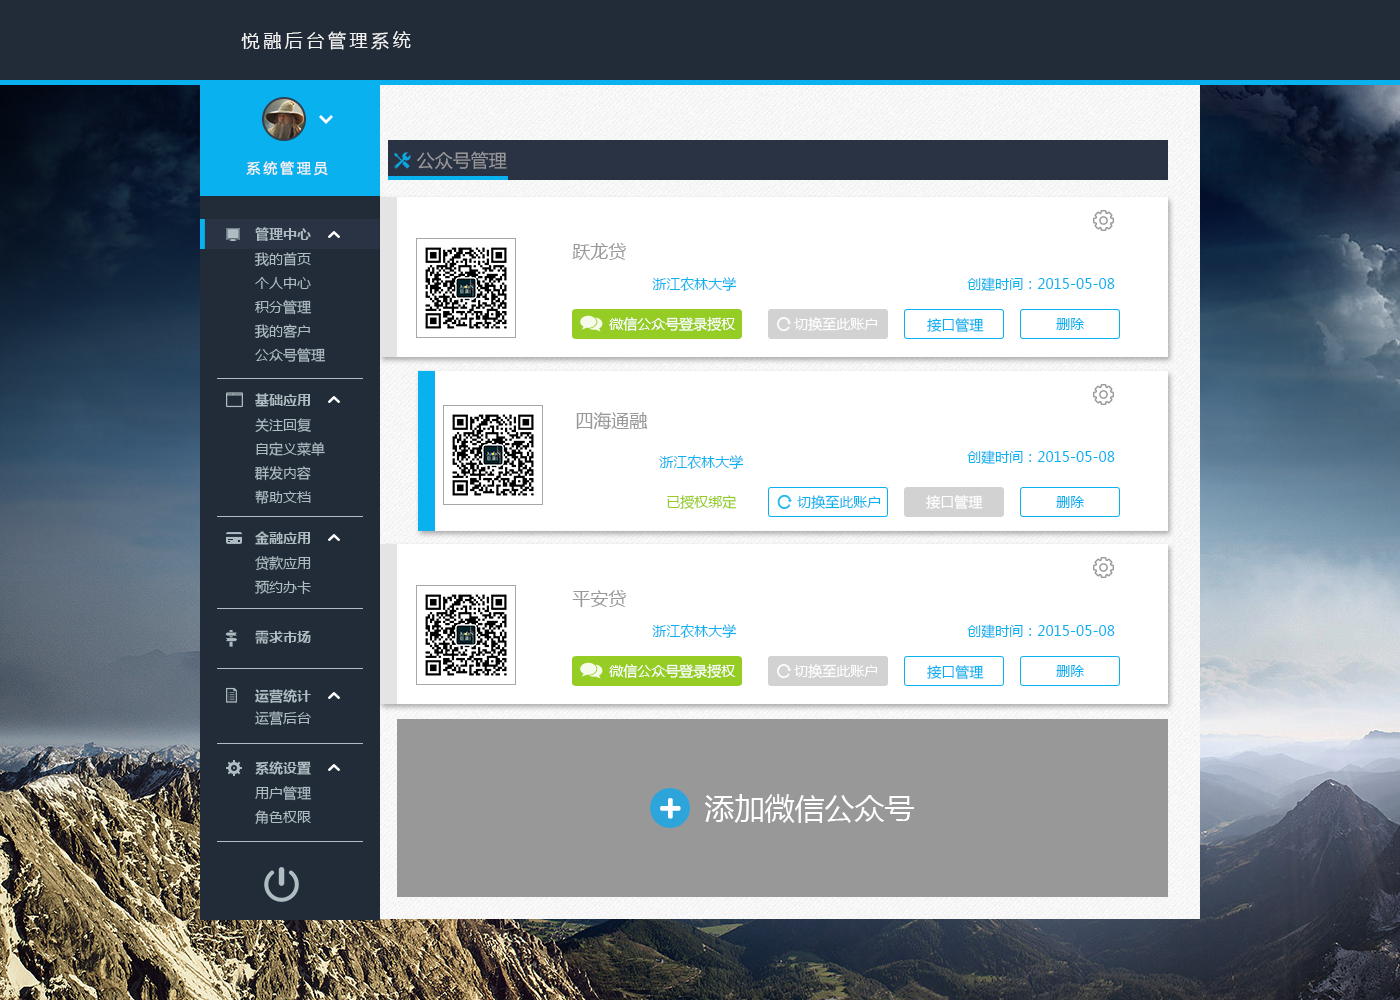 悦融后台管理系统
系统管理员
管理中心
我的首页
个人中心
积分管理
我的客户
公众号管理
基础应用
关注回复
自定义菜单
群发内容
帮助文档
金融应用
贷款应用
预约办卡
需求市场
运营统计
运营后台
系统设置
用户管理
角色权限
公众号管理
跃龙贷
浙江农林大学 创建时间：2015-05-08
微信公众号登录授权 切换至此账户 接口管理 删除
四海通融
浙江农林大学 创建时间：2015-05-08
已授权绑定 切换至此账户 接口管理 删除
平安贷
浙江农林大学 创建时间：2015-05-08
微信公众号登录授权 切换至此账户 接口管理 删除
添加微信公众号